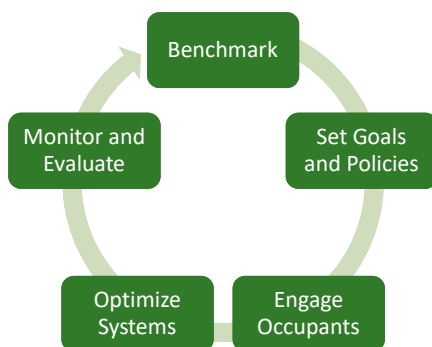 Benchmark
Set Goals
and Policies
Engage
Occupants
Optimize
Systems
Monitor and
Evaluate